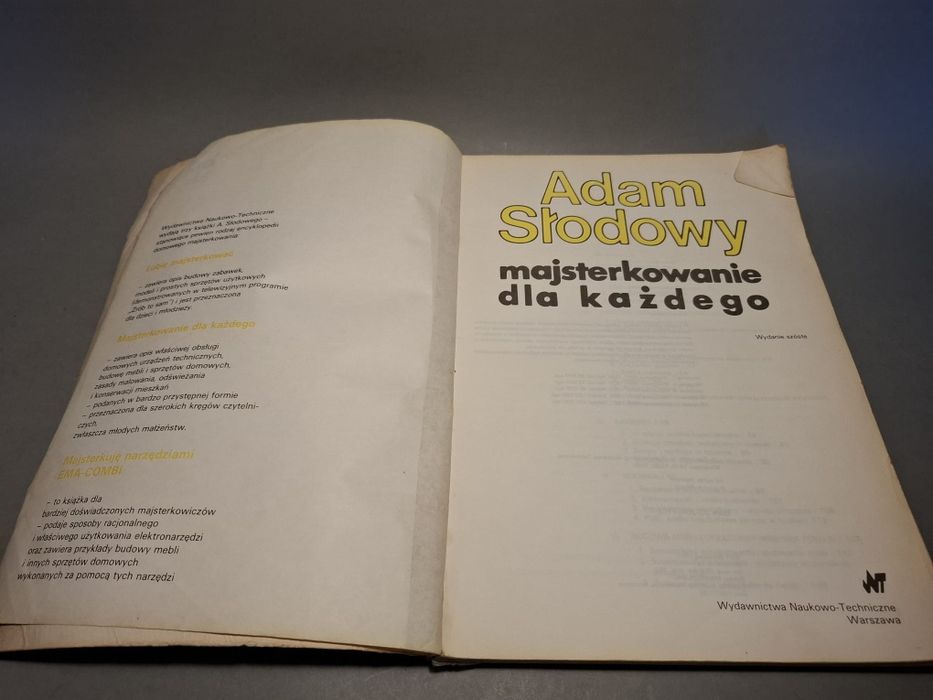 Wydawnictwa Naukowo-Techniczne
wydają trzy książki A. Słodowego –
stanowiące pewien rodzaj encyklopedii
domowego majsterkowania:
Lubię majsterkować
– zawiera opis budowy zabawek,
modeli i prostych sprzętów użytkowych
(demonstrowanych w telewizyjnym programie
„Zrób to sam”) i jest przeznaczona
dla dzieci i młodzieży.
Majsterkowanie dla każdego
– zawiera opis właściwej obsługi
domowych urządzeń technicznych,
budowę mebli i sprzętów domowych,
zasady malowania, odświeżania
i konserwacji mieszkań
– podanych w bardzo przystępnej formie
– przeznaczona dla szerokich kręgów czytelni-
czych,
zwłaszcza młodych małżeństw.
Majsterkuję narzędziami
EMA-COMBI
– to książka dla
bardziej doświadczonych majsterkowiczów
– podaje sposoby racjonalnego
i właściwego użytkowania elektronarzędzi
oraz zawiera przykłady budowy mebli
i innych sprzętów domowych
wykonanych za pomocą tych narzędzi
Adam
Słodowy
majsterkowanie
dla każdego
Wydanie szóste
WNT
Wydawnictwa Naukowo-Techniczne
Warszawa